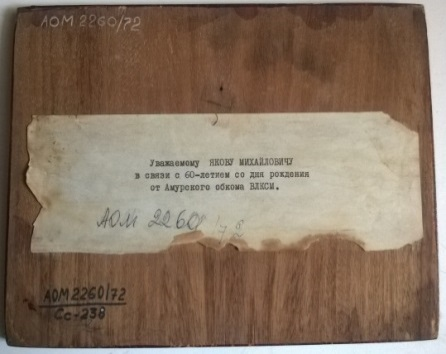 АОМ 2260/72
Уважаемому ЯКОВУ МИХАЙЛОВИЧУ
в связи с 60-летием со дня рождения
от Амурского обкома ВЛКСМ.
АОМ 2260/72
АОМ 2260/72
Сс-238